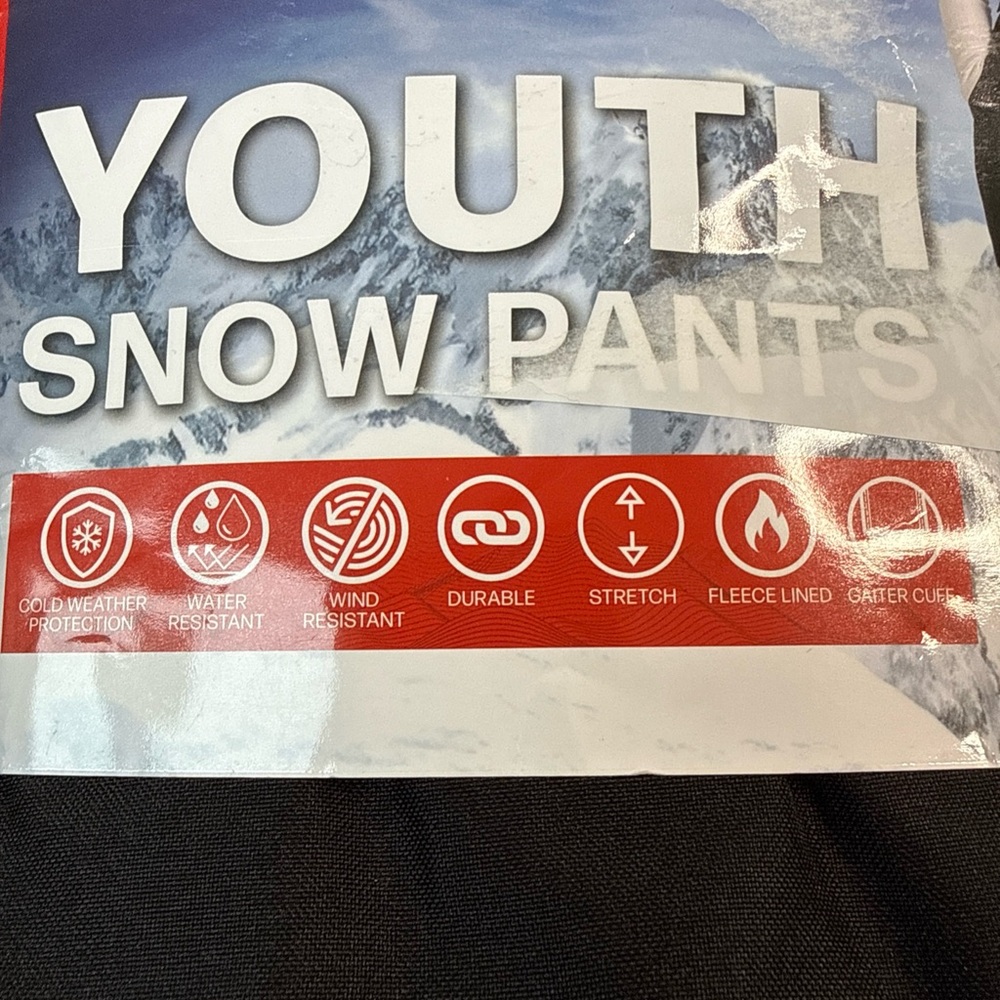 YOUTH
SNOW PANTS
COLD WEATHER
PROTECTION
WATER
RESISTANT
WIND
RESISTANT
DURABLE
STRETCH
FLEECE LINED
GAITER CUFF